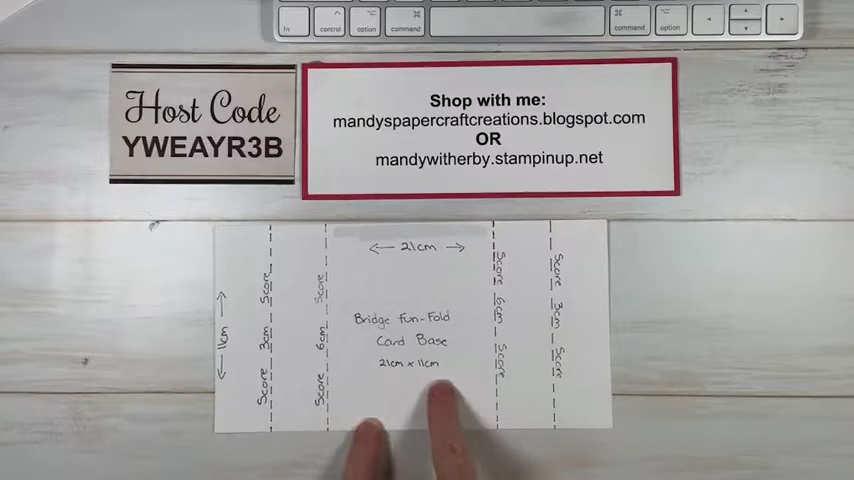 fn
control
option
command
command
option
Host Code
YWEAYR3B
Shop with me:
mandyspapercraftcreations.blogspot.com
OR
mandywitherby.stampinup.net
21cm
11cm
Score 3cm Score
Score 6cm Score
Bridge Fun-Fold
Card Base
21cm x 11cm
Score 6cm Score
Score 3cm Score